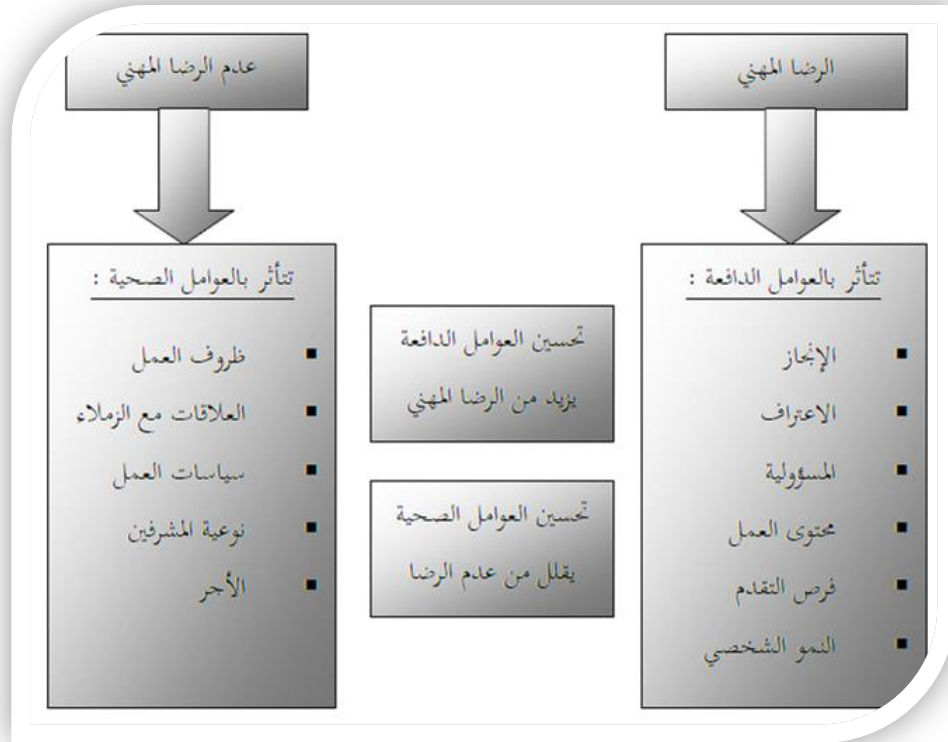 الرضا المهني
عدم الرضا المهني
تتأثر بالعوامل الدافعة :
▪ الإنجاز
▪ الاعتراف
▪ المسؤولية
▪ محتوى العمل
▪ فرص التقدم
▪ النمو الشخصي
تحسين العوامل الدافعة
يزيد من الرضا المهني
تحسين العوامل الصحية
يقلل من عدم الرضا
تتأثر بالعوامل الصحية :
▪ ظروف العمل
▪ العلاقات مع الزملاء
▪ سياسات العمل
▪ نوعية المشرفين
▪ الأجر